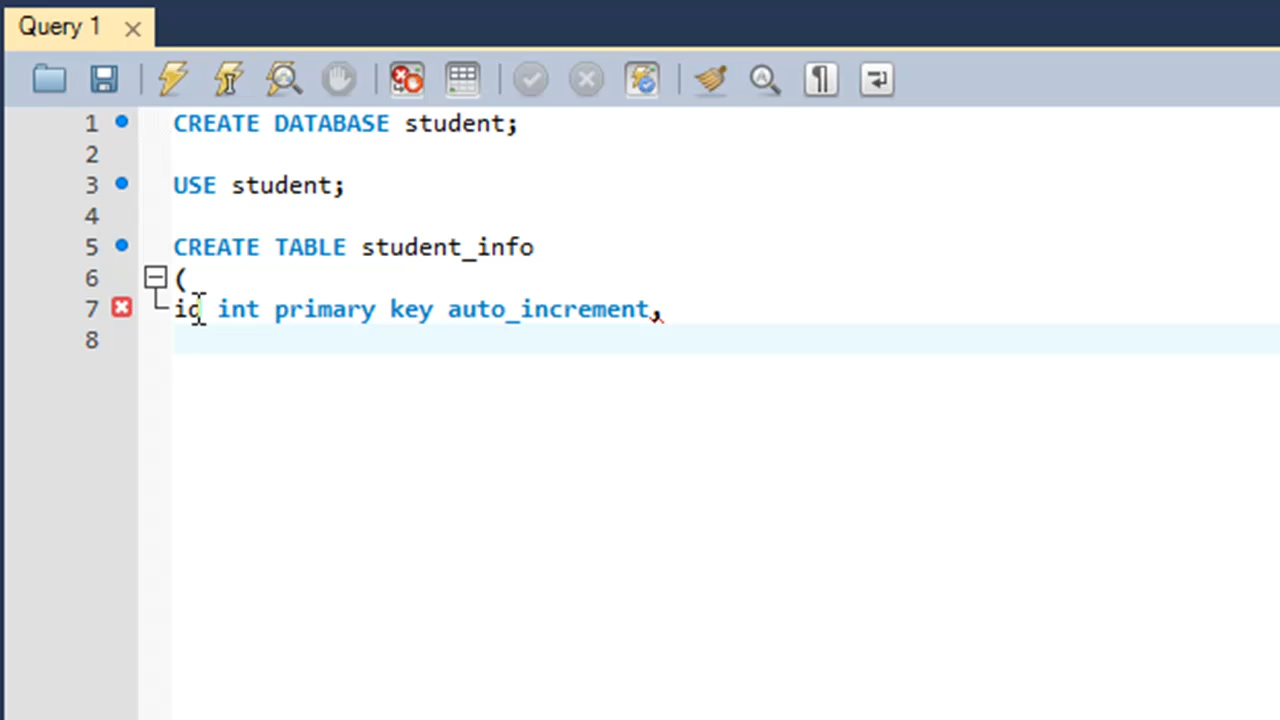 Query 1
1 CREATE DATABASE student;
2
3 USE student;
4
5 CREATE TABLE student_info
6 (
7 id int primary key auto_increment,
8